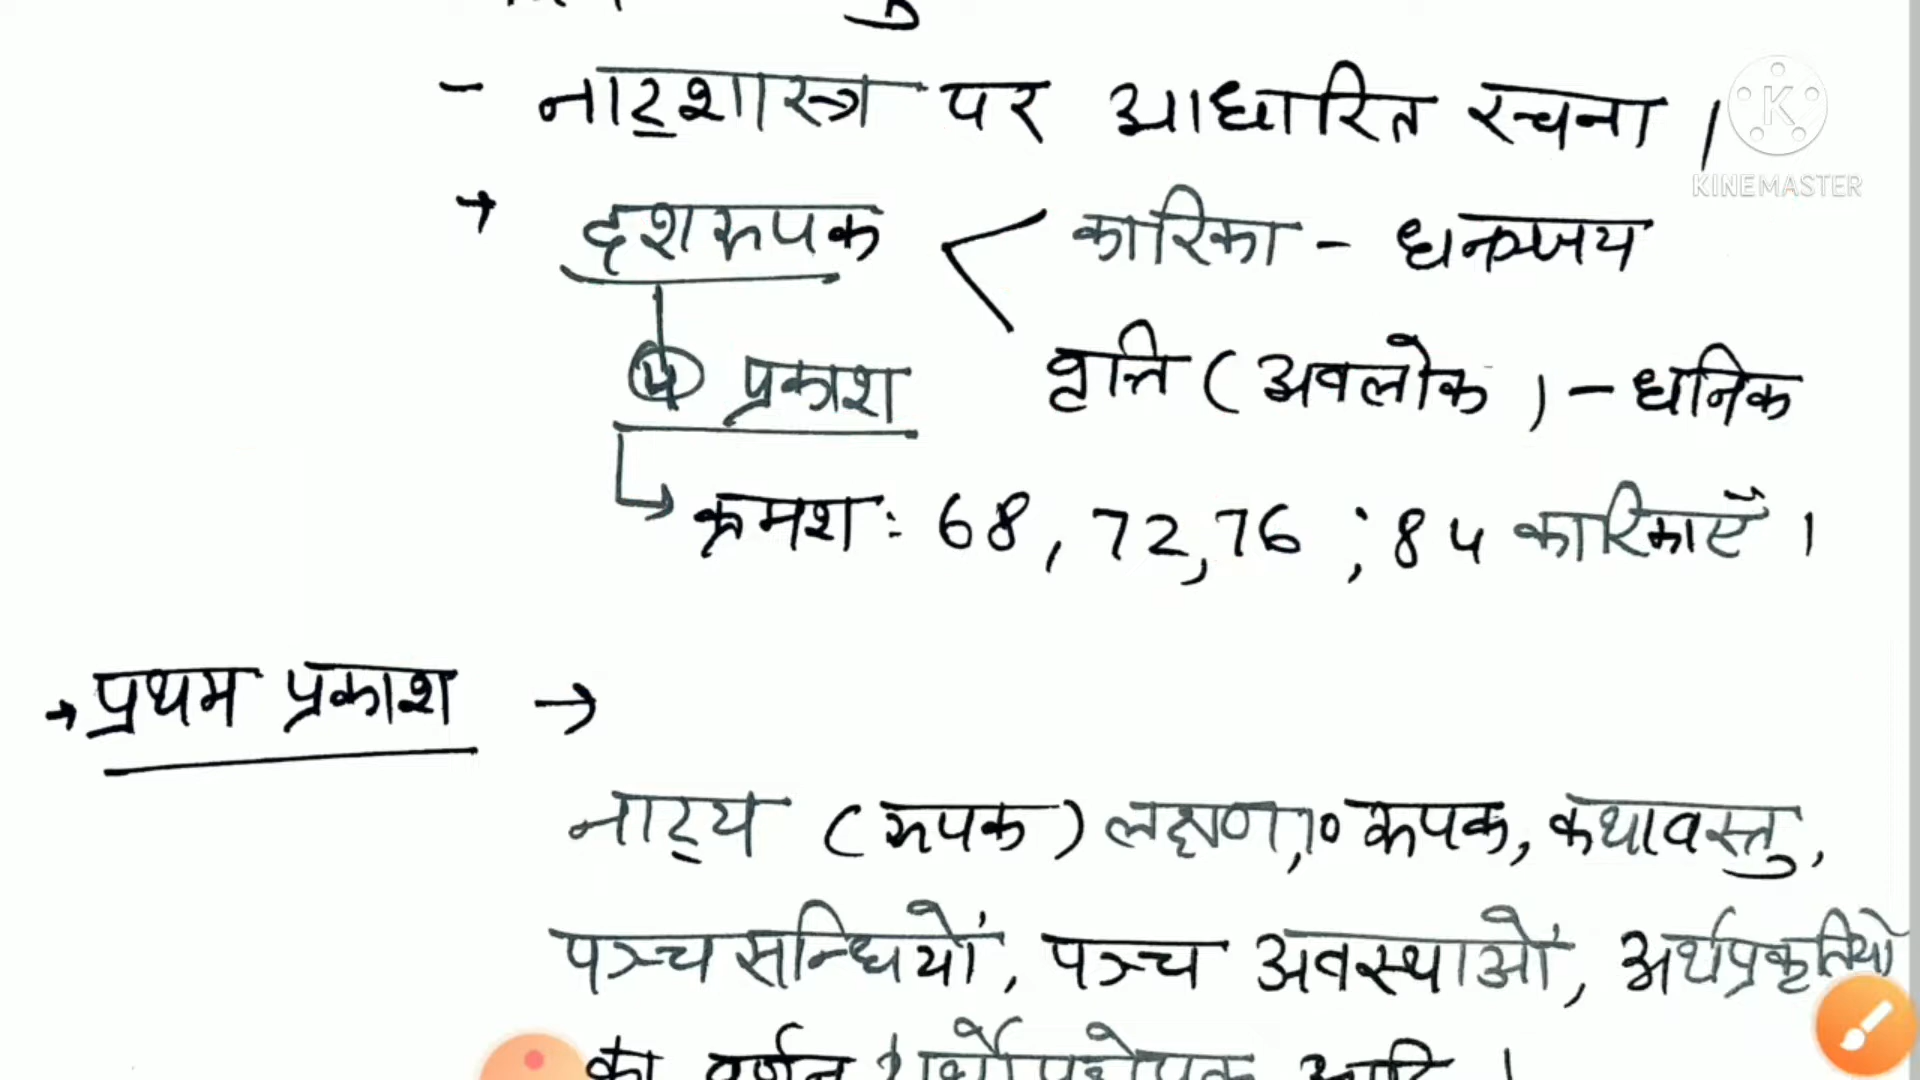 - नाट्शास्त्र पर आधारित रचना ।
KINEMASTER
→ दशरूपक < कारिका - धनञ्जय
वृत्ति (अवलोक) - धनिक
4 प्रकाश
क्रमशः 68, 72, 76, 84 कारिकाएँ ।
→ प्रथम प्रकाश →
नाट्य (रूपक) लक्षण, 10 रूपक, कथावस्तु,
पञ्च सन्धियों, पञ्च अवस्थाओं, अर्थप्रकृतियों
का वर्णन आदि ।